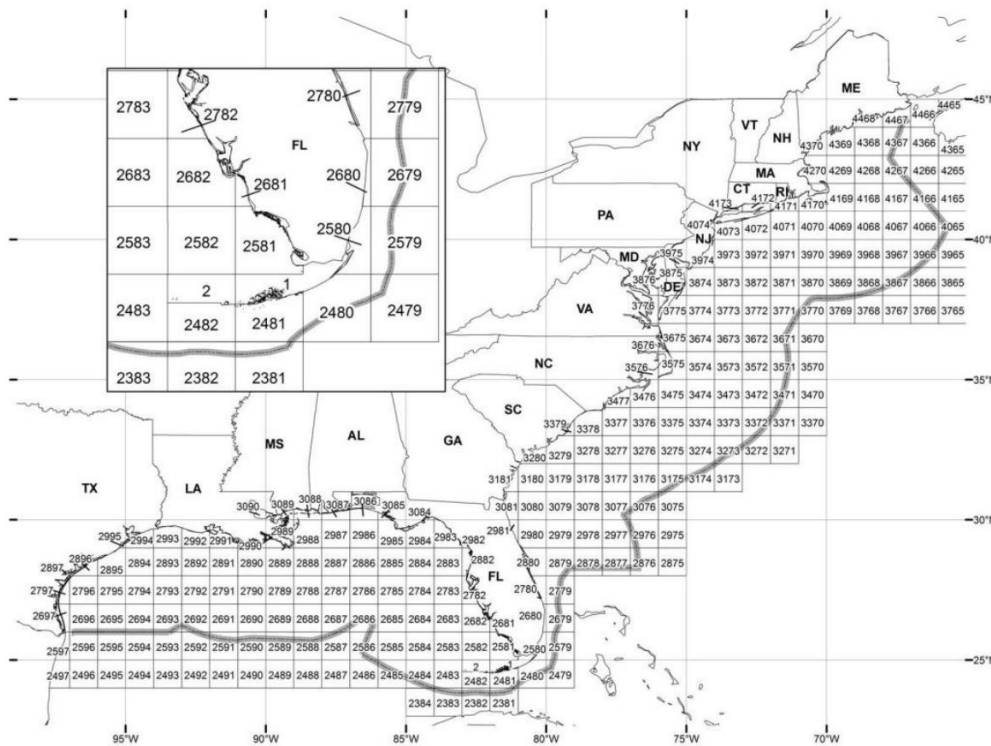 ME
45°N
4465
4466
4467
4468
VT
NH
NY
4370 4369 4368 4367 4366 4365
MA
4270 4269 4268 4267 4266 4265
CT
RI
4173 4172 4171 4170 4169 4168 4167 4166 4165
PA
4074 4073 4072 4071 4070 4069 4068 4067 4066 4065
NJ
40°N
MD
3975 3974 3973 3972 3971 3970 3969 3968 3967 3966 3965
3876 3875 3874 3873 3872 3871 3870 3869 3868 3867 3866 3865
DE
VA
3776 3775 3774 3773 3772 3771 3770 3769 3768 3767 3766 3765
3676 3675 3674 3673 3672 3671 3670
NC
3576 3575 3574 3573 3572 3571 3570
35°N
3477 3476 3475 3474 3473 3472 3471 3470
SC
3379 3378 3377 3376 3375 3374 3373 3372 3371 3370
MS
AL
GA
3280 3279 3278 3277 3276 3275 3274 3273 3272 3271
TX
LA
3181 3180 3179 3178 3177 3176 3175 3174 3173
3090 3089 3088 3087 3086 3085 3084 3081 3080 3079 3078 3077 3076 3075
30°N
2995 2994 2993 2992 2991 2990 2989 2988 2987 2986 2985 2984 2983 2982 2981 2980 2979 2978 2977 2976 2975
2897 2896 2895 2894 2893 2892 2891 2890 2889 2888 2887 2886 2885 2884 2883 2882 2880 2879 2878 2877 2876 2875
FL
2797 2796 2795 2794 2793 2792 2791 2790 2789 2788 2787 2786 2785 2784 2783 2782 2780 2779
2697 2696 2695 2694 2693 2692 2691 2690 2689 2688 2687 2686 2685 2684 2683 2682 2681 2680 2679
2597 2596 2595 2594 2593 2592 2591 2590 2589 2588 2587 2586 2585 2584 2583 2582 2581 2580 2579
25°N
2 1
2497 2496 2495 2494 2493 2492 2491 2490 2489 2488 2487 2486 2485 2484 2483 2482 2481 2480 2479
2384 2383 2382 2381
95°W 90°W 85°W 80°W 75°W 70°W
2783 2782 2780 2779
FL
2683 2682 2681 2680 2679
2583 2582 2581 2580 2579
2 1
2483 2482 2481 2480 2479
2383 2382 2381